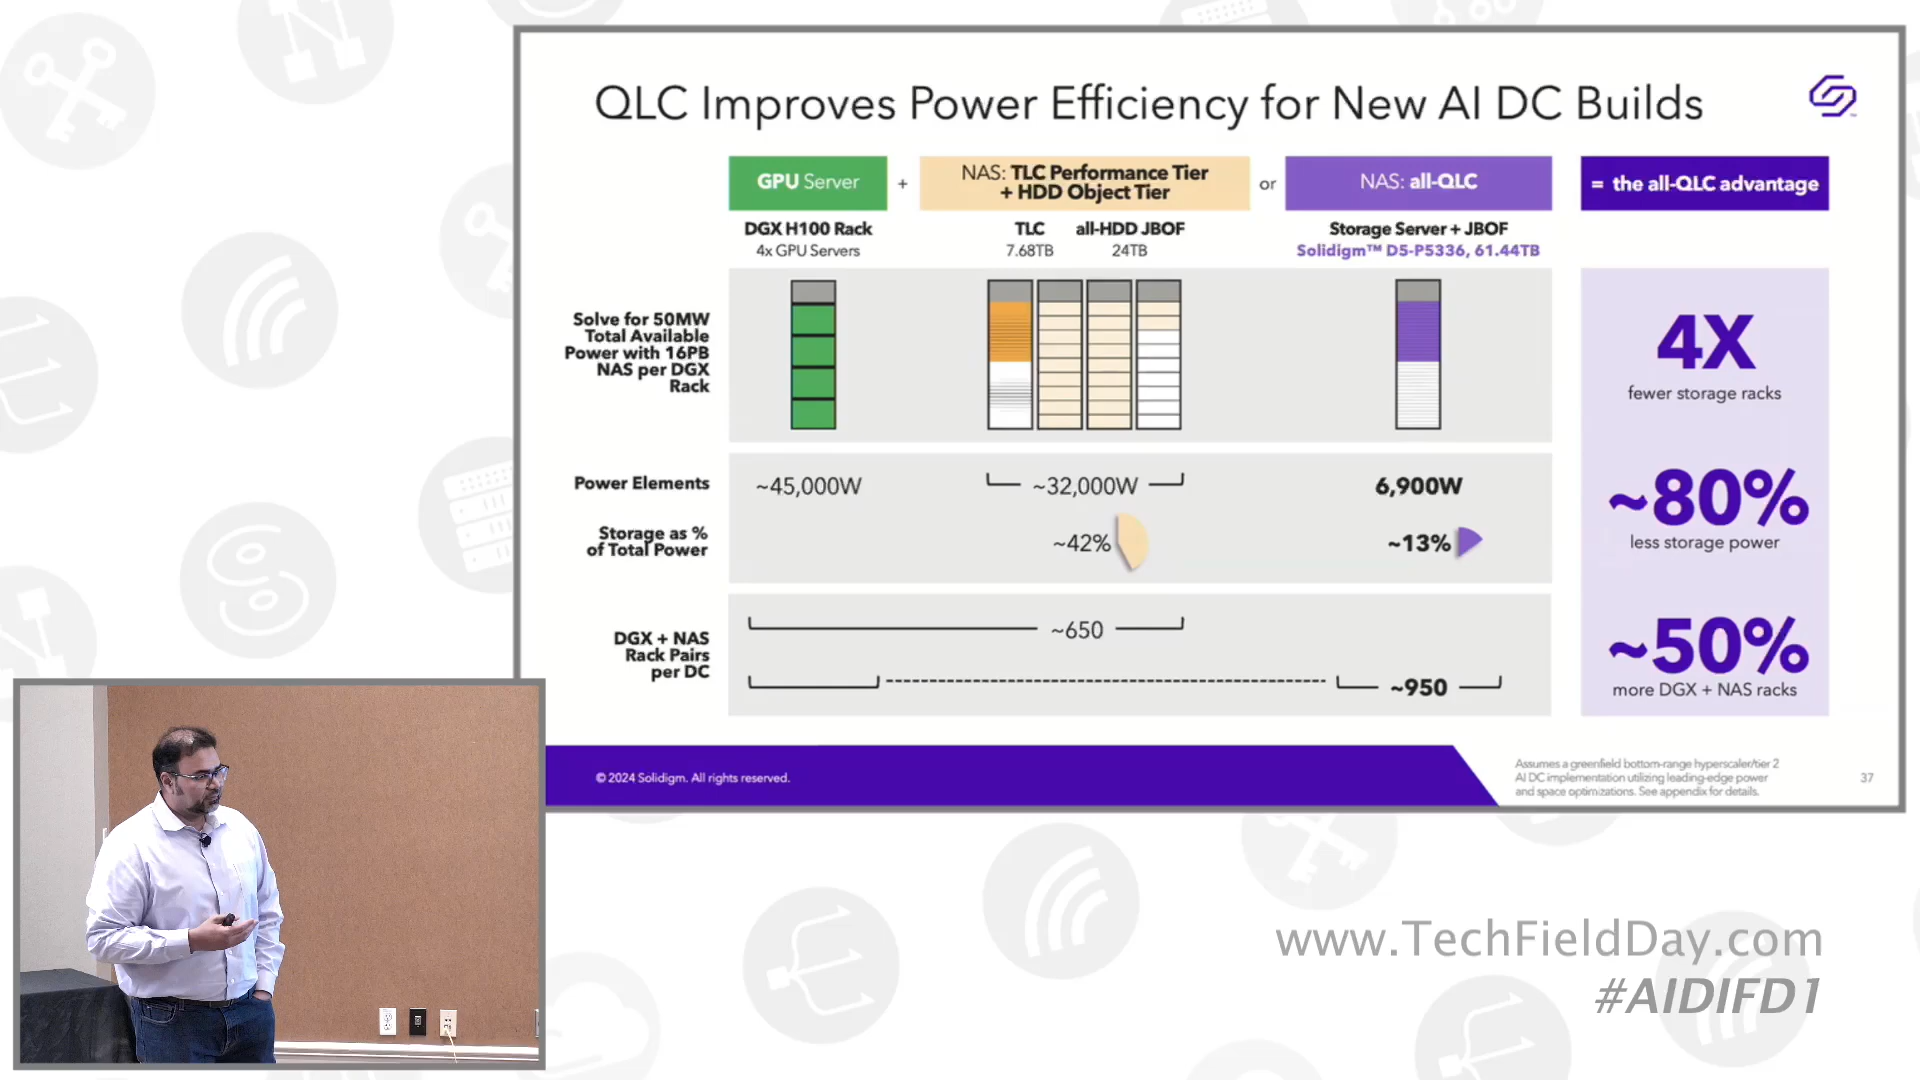 QLC Improves Power Efficiency for New AI DC Builds
GPU Server
+
NAS: TLC Performance Tier
+ HDD Object Tier
or
NAS: all-QLC
= the all-QLC advantage
DGX H100 Rack
4x GPU Servers
TLC
7.68TB
all-HDD JBOF
24TB
Storage Server + JBOF
Solidigm™ D5-P5336, 61.44TB
Solve for 50MW
Total Available
Power with 16PB
NAS per DGX
Rack
4X
fewer storage racks
Power Elements
~45,000W
~32,000W
6,900W
Storage as %
of Total Power
~42%
~13%
~80%
less storage power
DGX + NAS
Rack Pairs
per DC
~650
~950
~50%
more DGX + NAS racks
© 2024 Solidigm. All rights reserved.
Assumes a greenfield bottom-range hyperscaler/tier 2
AI DC implementation utilizing leading-edge power
and space optimizations. See appendix for details.
37
www.TechFieldDay.com
#AIDIFD1